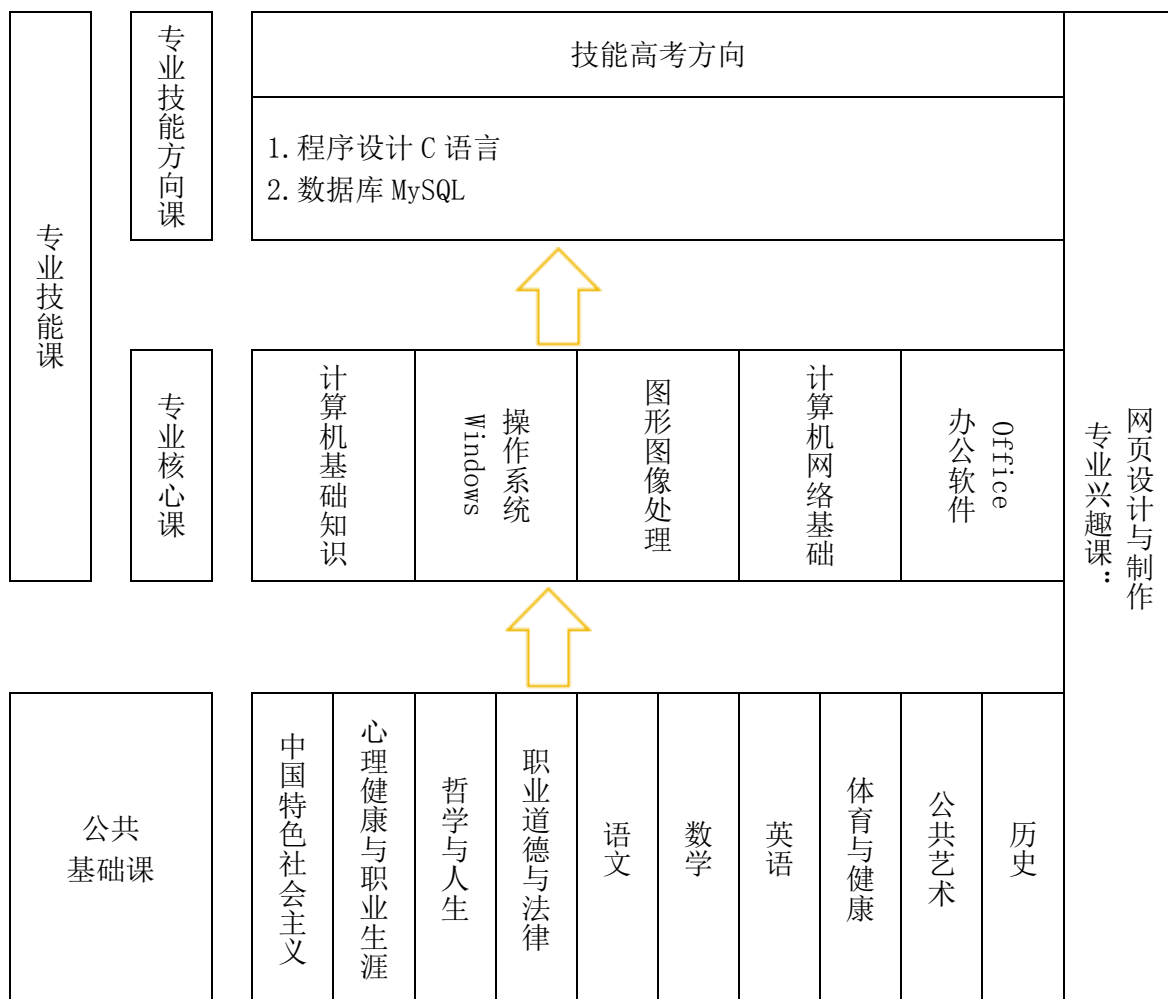 专业技能课
专业技能方向课
技能高考方向
1.程序设计 C 语言
2.数据库 MySQL
专业核心课
计算机基础知识
操作系统
Windows
图形图像处理
计算机网络基础
Office
办公软件
网页设计与制作
专业兴趣课：
公共
基础课
中国特色社会主义
心理健康与职业生涯
哲学与人生
职业道德与法律
语文
数学
英语
体育与健康
公共艺术
历史